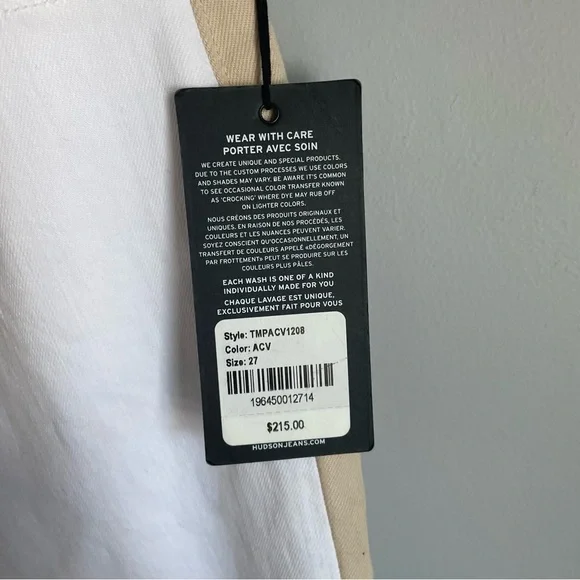 WEAR WITH CARE
PORTER AVEC SOIN
WE CREATE UNIQUE AND SPECIAL PRODUCTS.
DUE TO THE CUSTOM PROCESSES WE USE COLORS
AND SHADES MAY VARY. BE AWARE IT'S COMMON
TO SEE OCCASIONAL COLOR TRANSFER KNOWN
AS 'CROCKING' WHERE DYE MAY RUB OFF
ON LIGHTER COLORS.
NOUS CRÉONS DES PRODUITS ORIGINAUX ET
UNIQUES. EN RAISON DE NOS PROCÉDÉS, LES
COULEURS ET LES NUANCES PEUVENT VARIER.
SOYEZ CONSCIENT QU'OCCASIONNELLEMENT, UN
TRANSFERT DE COULEURS APPELÉ «DÉGORGEMENT
PAR FROTTEMENT» PEUT SE PRODUIRE SUR LES
COULEURS PLUS PÂLES.
EACH WASH IS ONE OF A KIND
INDIVIDUALLY MADE FOR YOU
CHAQUE LAVAGE EST UNIQUE,
EXCLUSIVEMENT FAIT POUR VOUS
Style: TMPACV1208
Color: ACV
Size: 27
196450012714
$215.00
HUDSONJEANS.COM